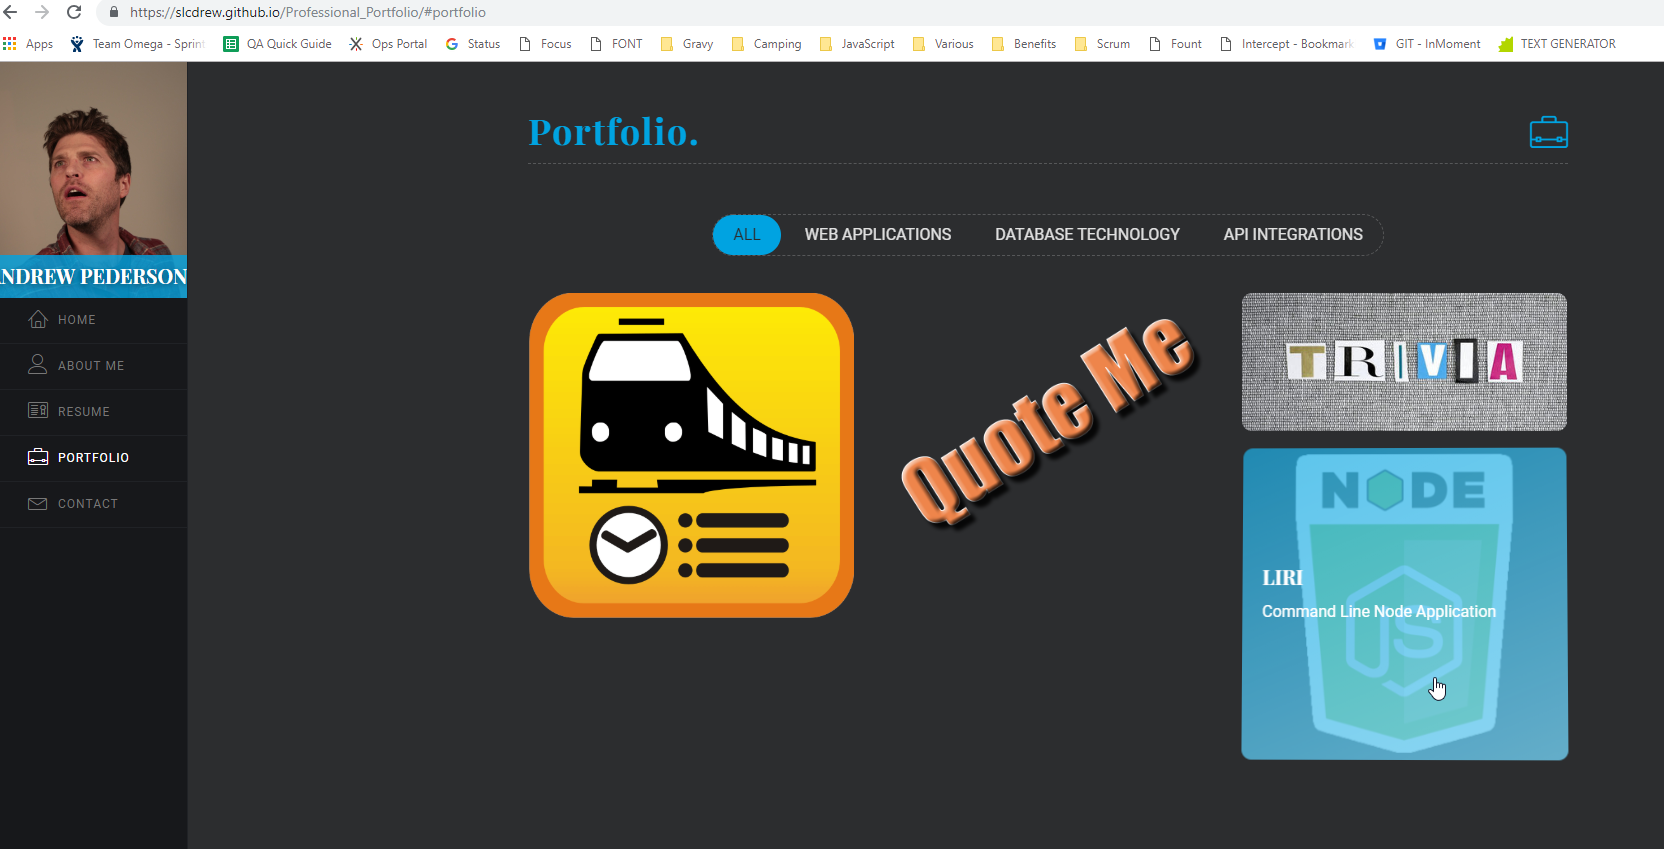 https://slcdrew.github.io/Professional_Portfolio/#portfolio
Apps Team Omega - Sprint QA Quick Guide Ops Portal Status Focus FONT Gravy Camping JavaScript Various Benefits Scrum Fount Intercept - Bookmark GIT - InMoment TEXT GENERATOR
NDREW PEDERSON
HOME
ABOUT ME
RESUME
PORTFOLIO
CONTACT
Portfolio.
ALL WEB APPLICATIONS DATABASE TECHNOLOGY API INTEGRATIONS
Quote Me
TRIVIA
NODE
LIRI
Command Line Node Application
JS